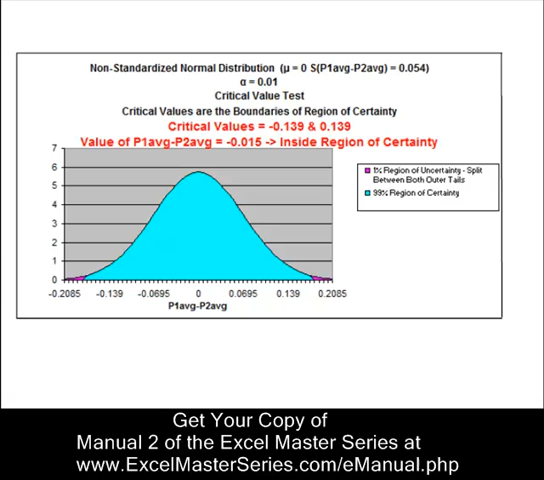 Non-Standardized Normal Distribution (µ = 0 S(P1avg-P2avg) = 0.054)
α = 0.01
Critical Value Test
Critical Values are the Boundaries of Region of Certainty
Critical Values = -0.139 & 0.139
Value of P1avg-P2avg = -0.015 -> Inside Region of Certainty
7
6
5
4
3
2
1
0
-0.2085 -0.139 -0.0695 0 0.0695 0.139 0.2085
P1avg-P2avg
1% Region of Uncertainty - Split
Between Both Outer Tails
99% Region of Certainty
Get Your Copy of
Manual 2 of the Excel Master Series at
www.ExcelMasterSeries.com/eManual.php